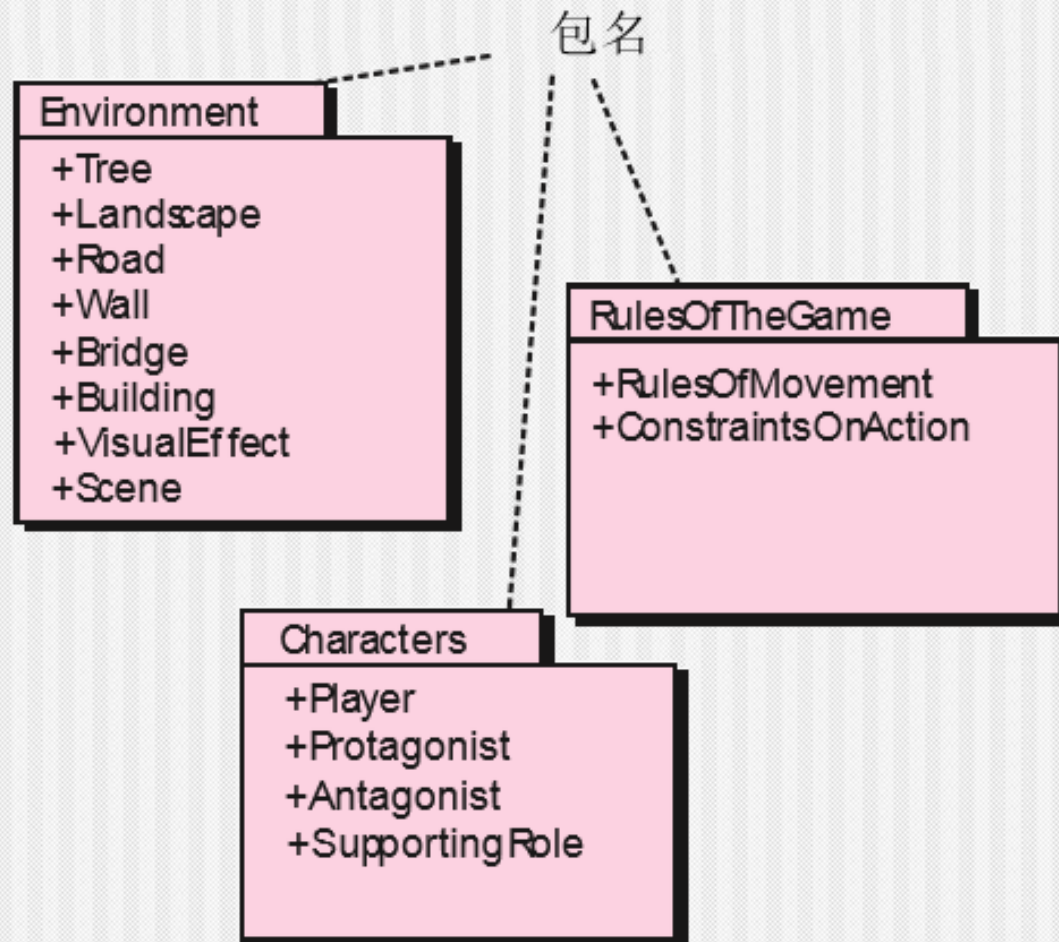 包名
Environment
+Tree
+Landscape
+Road
+Wall
+Bridge
+Building
+VisualEffect
+Scene
RulesOfTheGame
+RulesOfMovement
+ConstraintsOnAction
Characters
+Player
+Protagonist
+Antagonist
+SupportingRole